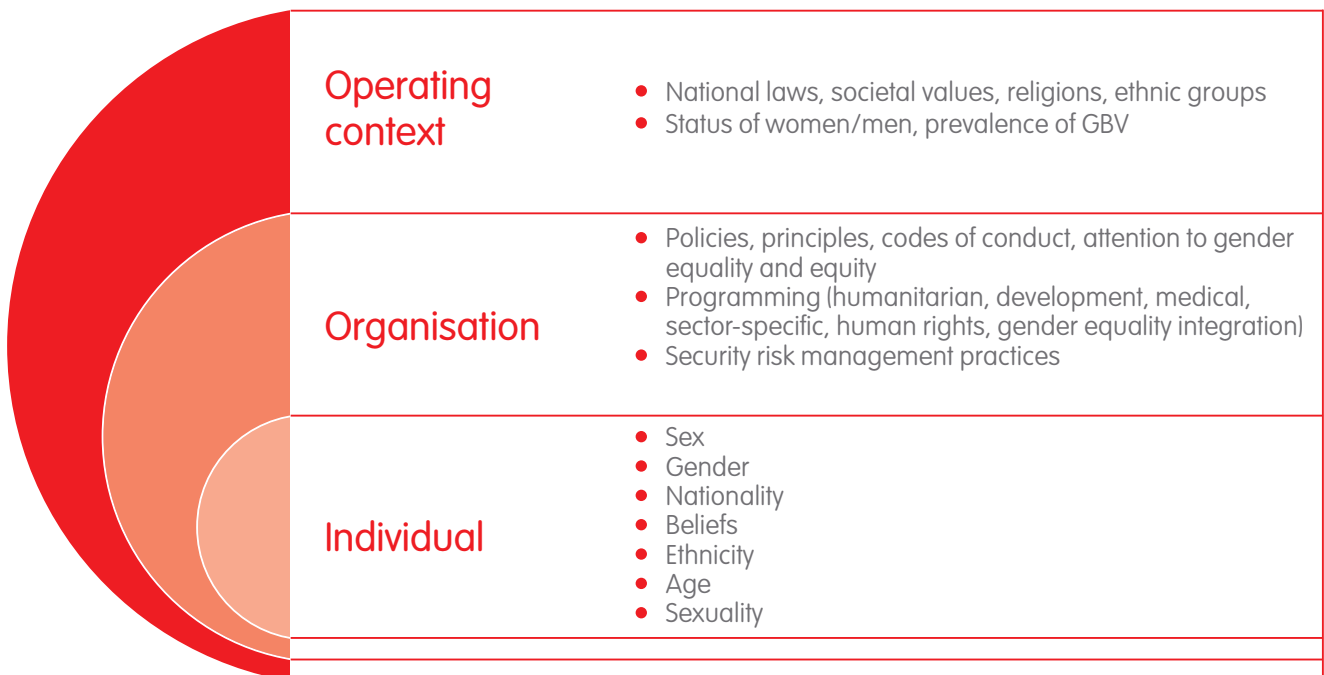 Operating
context
• National laws, societal values, religions, ethnic groups
• Status of women/men, prevalence of GBV
Organisation
• Policies, principles, codes of conduct, attention to gender
equality and equity
• Programming (humanitarian, development, medical,
sector-specific, human rights, gender equality integration)
• Security risk management practices
Individual
• Sex
• Gender
• Nationality
• Beliefs
• Ethnicity
• Age
• Sexuality